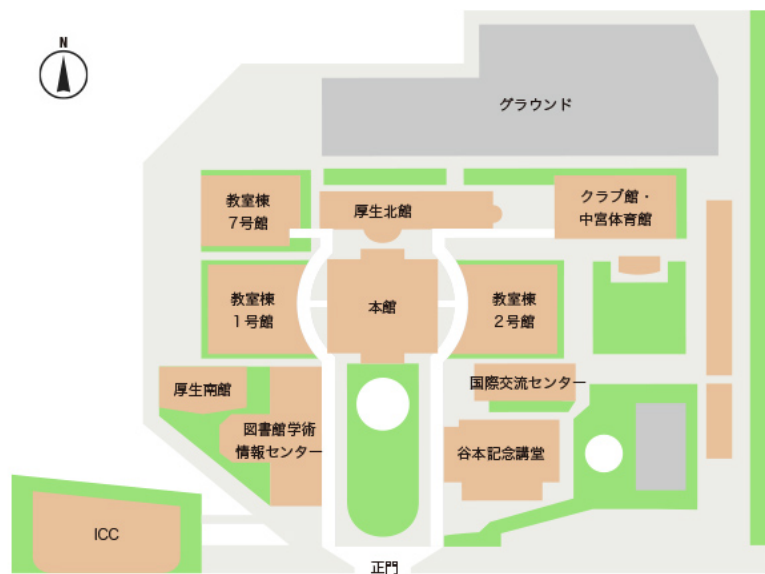 N
グラウンド
教室棟
7号館
厚生北館
クラブ館・
中宮体育館
教室棟
1号館
本館
教室棟
2号館
厚生南館
国際交流センター
図書館学術
情報センター
谷本記念講堂
ICC
正門